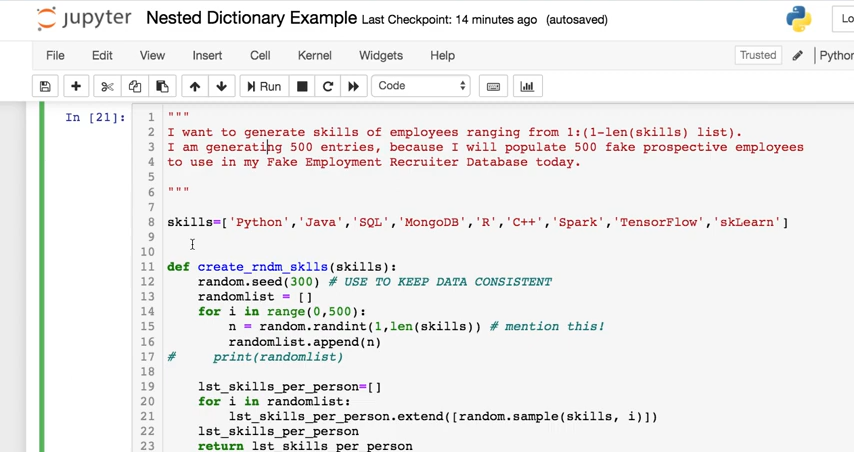 jupyter Nested Dictionary Example Last Checkpoint: 14 minutes ago (autosaved)
Lo
File Edit View Insert Cell Kernel Widgets Help Trusted Python
Run Code
In [21]:
1 """
2 I want to generate skills of employees ranging from 1:(1-len(skills) list).
3 I am generating 500 entries, because I will populate 500 fake prospective employees
4 to use in my Fake Employment Recruiter Database today.
5
6 """
7
8 skills=['Python','Java','SQL','MongoDB','R','C++','Spark','TensorFlow','skLearn']
9
10
11 def create_rndm_sklls(skills):
12 random.seed(300) # USE TO KEEP DATA CONSISTENT
13 randomlist = []
14 for i in range(0,500):
15 n = random.randint(1,len(skills)) # mention this!
16 randomlist.append(n)
17 # print(randomlist)
18
19 lst_skills_per_person=[]
20 for i in randomlist:
21 lst_skills_per_person.extend([random.sample(skills, i)])
22 lst_skills_per_person
23 return lst_skills_per_person